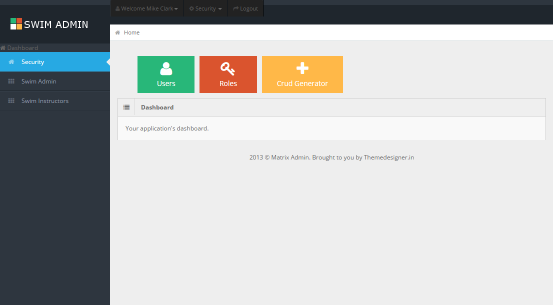 SWIM ADMIN
Welcome Mike Clark Security Logout
Home
Dashboard
Security
Swim Admin
Swim Instructors
Users Roles Crud Generator
Dashboard
Your application's dashboard.
2013 © Matrix Admin. Brought to you by Themedesigner.in